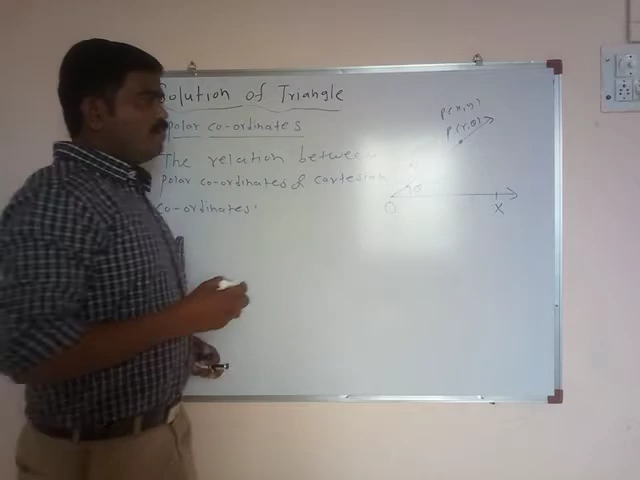 Solution of Triangle
polar co-ordinates
The relation between
polar co-ordinates & cartesian
co-ordinates.
P(x,y)
P(r,θ)
θ
O
X